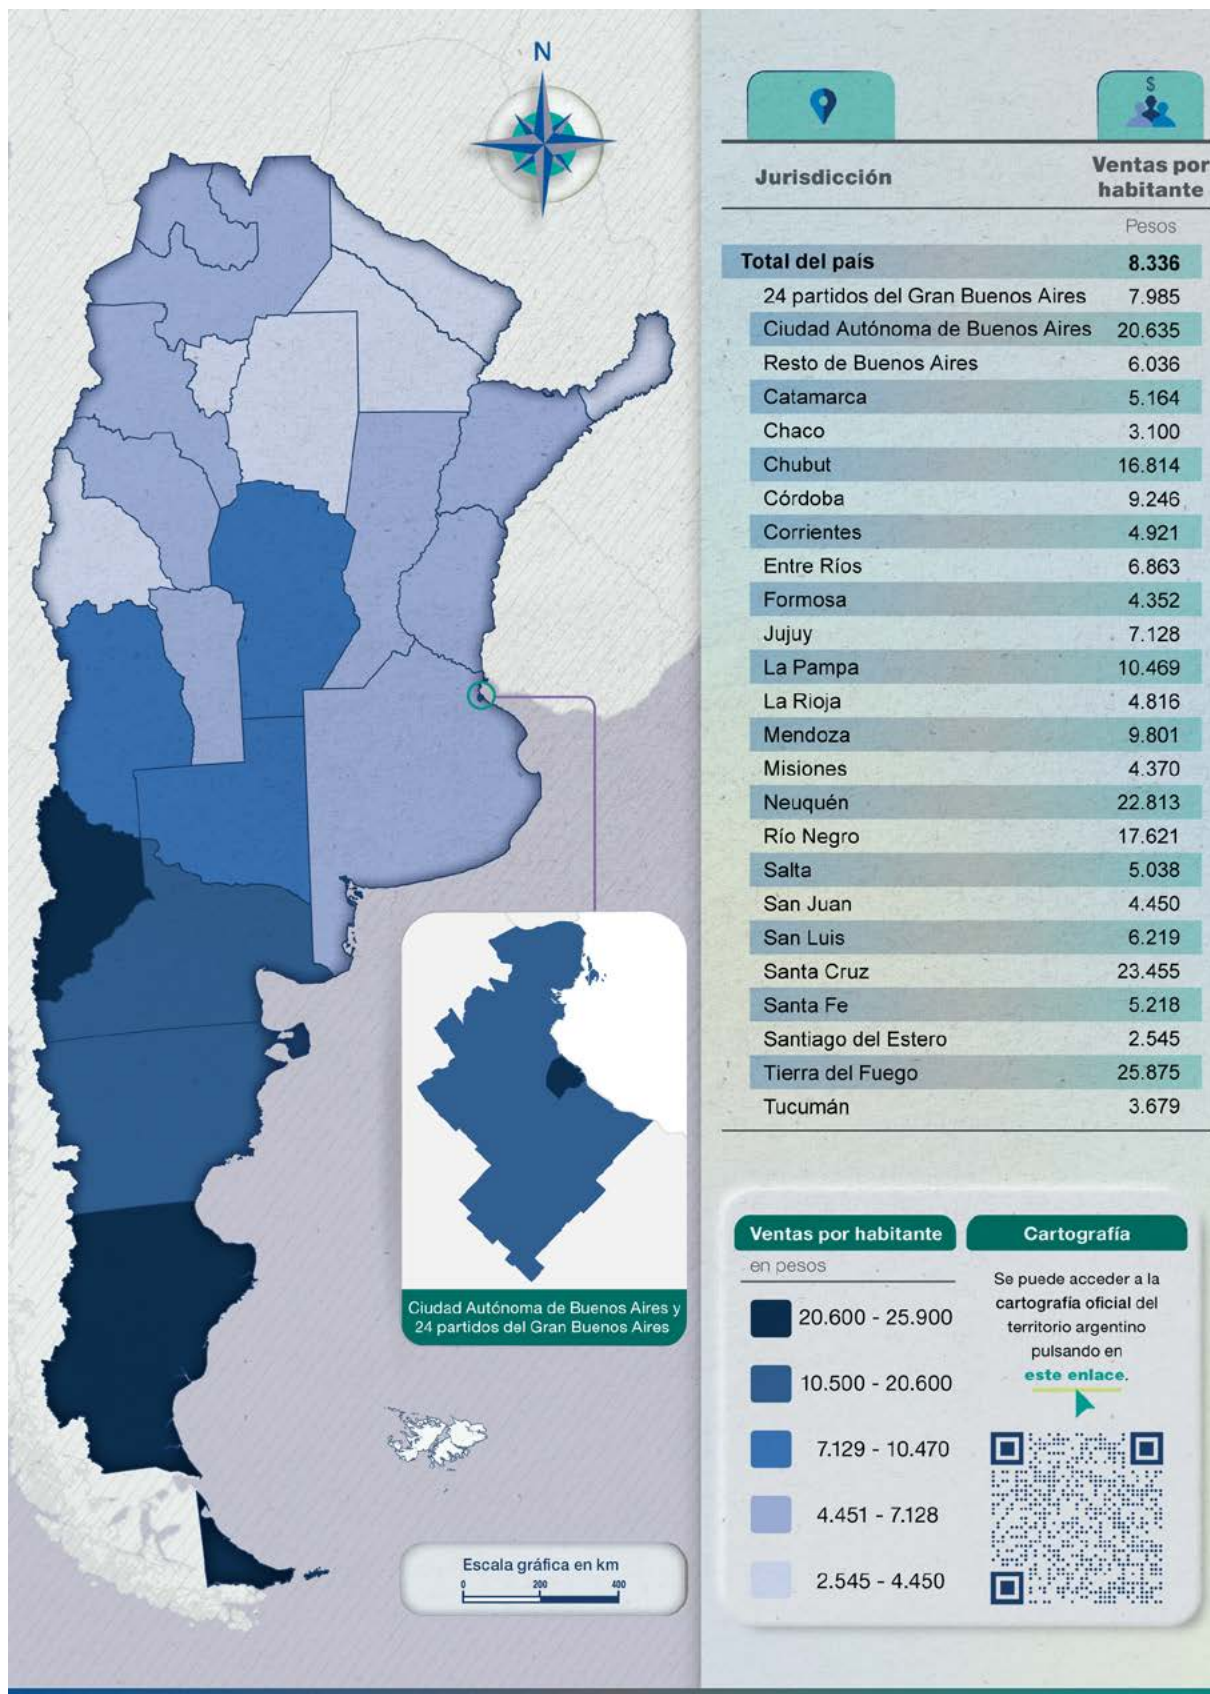 N
$
Jurisdicción
Ventas por
habitante
Pesos
Total del país 8.336
24 partidos del Gran Buenos Aires 7.985
Ciudad Autónoma de Buenos Aires 20.635
Resto de Buenos Aires 6.036
Catamarca 5.164
Chaco 3.100
Chubut 16.814
Córdoba 9.246
Corrientes 4.921
Entre Ríos 6.863
Formosa 4.352
Jujuy 7.128
La Pampa 10.469
La Rioja 4.816
Mendoza 9.801
Misiones 4.370
Neuquén 22.813
Río Negro 17.621
Salta 5.038
San Juan 4.450
San Luis 6.219
Santa Cruz 23.455
Santa Fe 5.218
Santiago del Estero 2.545
Tierra del Fuego 25.875
Tucumán 3.679
Ciudad Autónoma de Buenos Aires y
24 partidos del Gran Buenos Aires
Escala gráfica en km
0 200 400
Ventas por habitante
en pesos
20.600 - 25.900
10.500 - 20.600
7.129 - 10.470
4.451 - 7.128
2.545 - 4.450
Cartografía
Se puede acceder a la
cartografía oficial del
territorio argentino
pulsando en
este enlace.